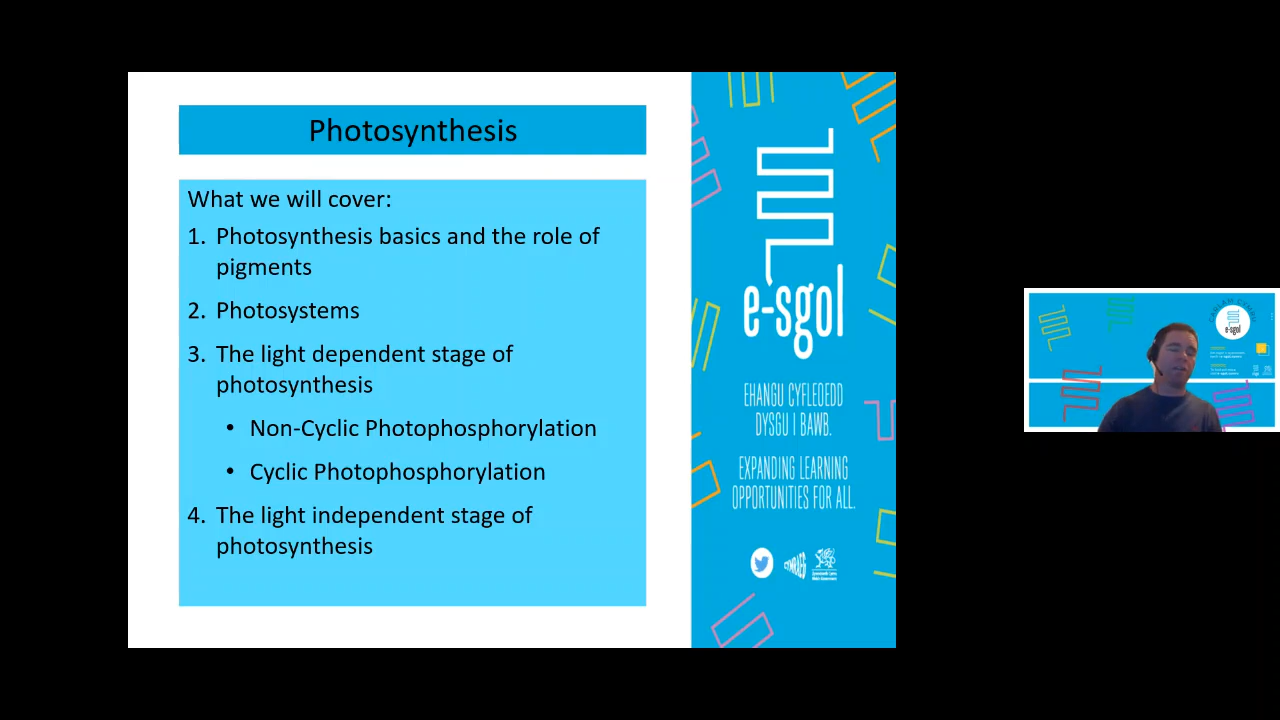 Photosynthesis
What we will cover:
1. Photosynthesis basics and the role of
pigments
2. Photosystems
3. The light dependent stage of
photosynthesis
• Non-Cyclic Photophosphorylation
• Cyclic Photophosphorylation
4. The light independent stage of
photosynthesis
e-sgol
EHANGU CYFLEOEDD
DYSGU I BAWB.
EXPANDING LEARNING
OPPORTUNITIES FOR ALL.
CYMRAEG
e-sgol